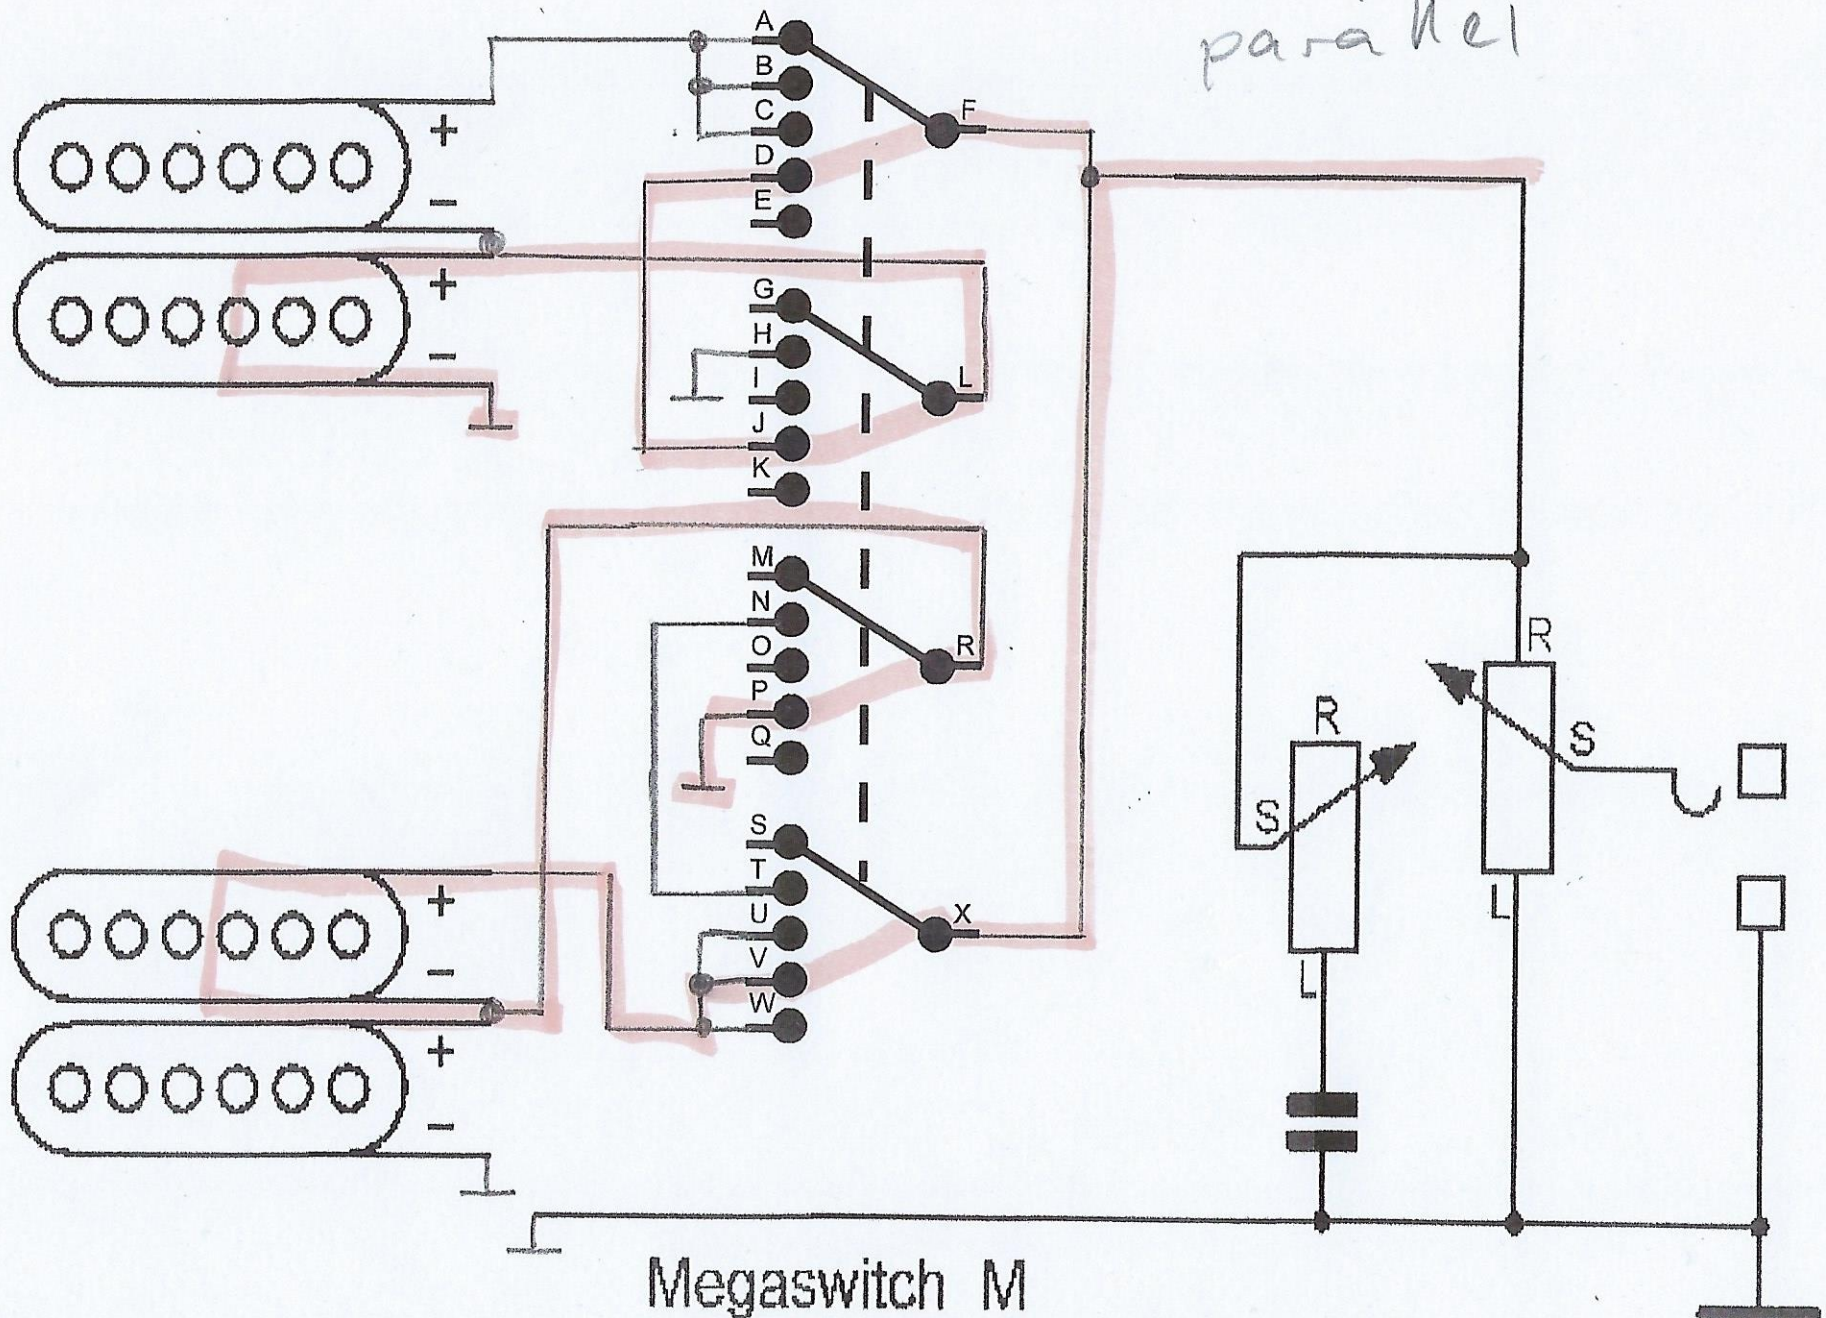 parallel
A
B
C
D
E
F
+
−
+
−
G
H
I
J
K
L
M
N
O
P
Q
R
S
T
U
V
W
X
+
−
+
−
R
S
L
R
S
L
Megaswitch M